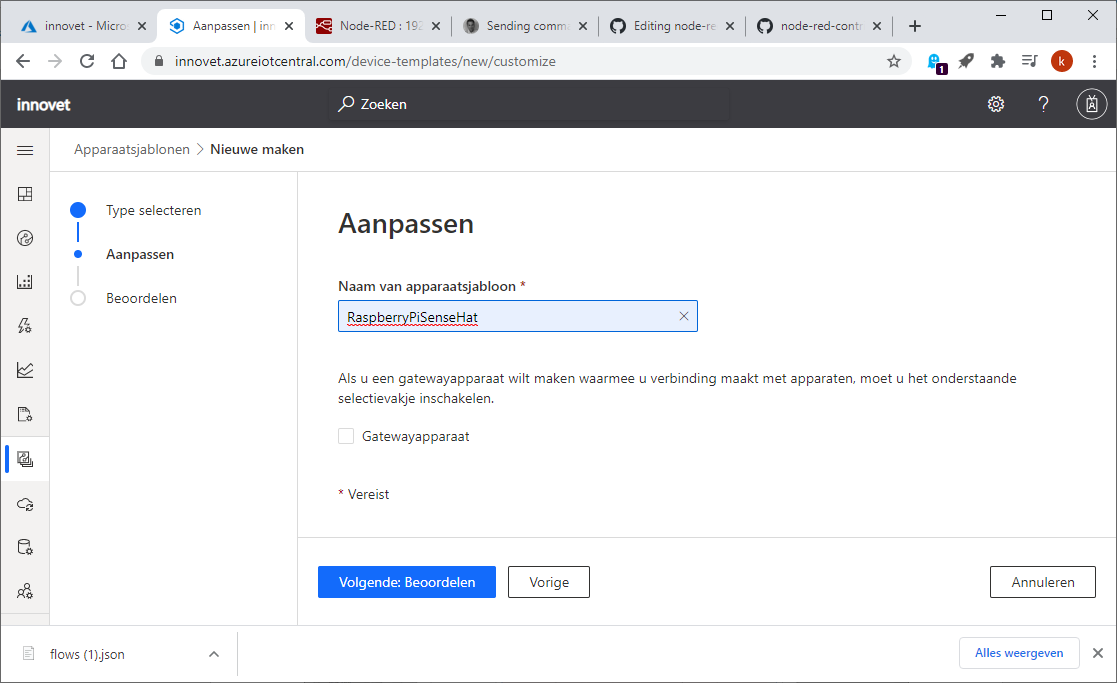 innovet - Micros
Aanpassen | inn
Node-RED : 192
Sending comma
Editing node-re
node-red-contr
innovet.azureiotcentral.com/device-templates/new/customize
1
k
innovet
Zoeken
Apparaatsjablonen > Nieuwe maken
Type selecteren
Aanpassen
Beoordelen
Aanpassen
Naam van apparaatsjabloon *
RaspberryPiSenseHat
Als u een gatewayapparaat wilt maken waarmee u verbinding maakt met apparaten, moet u het onderstaande
selectievakje inschakelen.
Gatewayapparaat
* Vereist
Volgende: Beoordelen
Vorige
Annuleren
flows (1).json
Alles weergeven